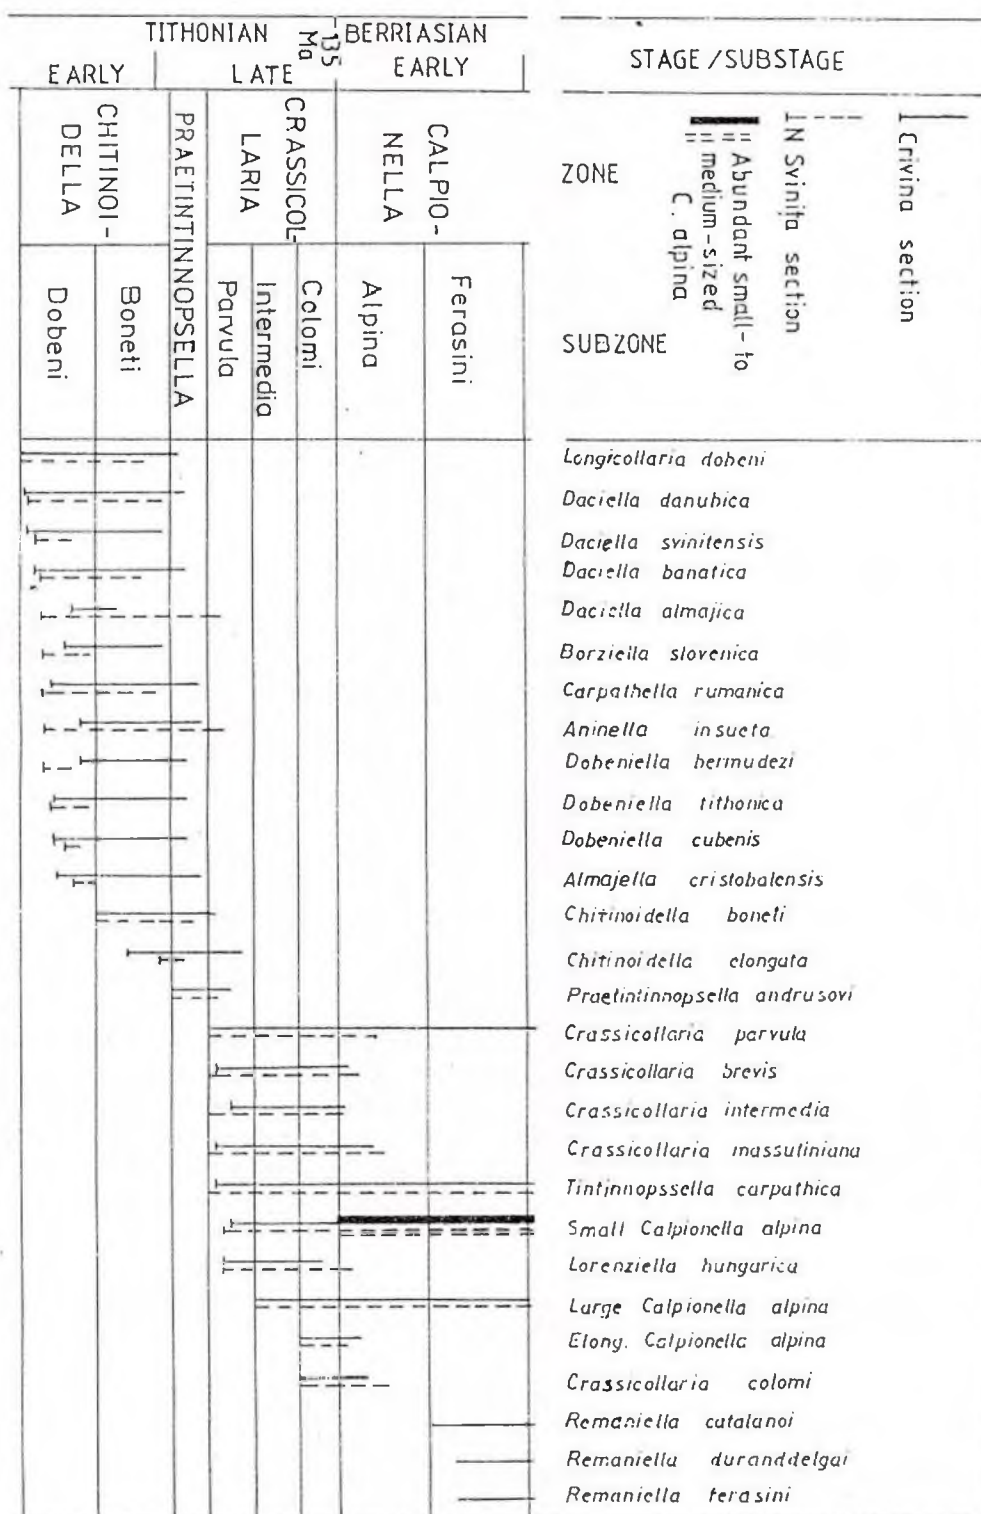 TITHONIAN
-135 Ma
BERRIASIAN
EARLY
LATE
EARLY
STAGE/SUBSTAGE
CHITINOI-
DELLA
PRAETINTINNOPSELLA
CRASSICOL-
LARIA
CALPIO-
NELLA
ZONE
Dobeni
Boneti
Parvula
Intermedia
Colomi
Alpina
Ferasini
SUBZONE
Crivina section
N Svinița section
Abundant small- to
medium-sized
C. alpina
Longicollaria dobeni
Daciella danubica
Daciella svinitensis
Daciella banatica
Daciella almajica
Borziella slovenica
Carpathella rumanica
Aninella insueta
Dobeniella bermudezi
Dobeniella tithonica
Dobeniella cubenis
Almajella cristobalensis
Chitinoidella boneti
Chitinoidella elongata
Praetintinnopsella andrusovi
Crassicollaria parvula
Crassicollaria brevis
Crassicollaria intermedia
Crassicollaria massutiniana
Tintinnopssella carpathica
Small Calpionella alpina
Lorenziella hungarica
Large Calpionella alpina
Elong. Calpionella alpina
Crassicollaria colomi
Remaniella catalanoi
Remaniella duranddelgai
Remaniella ferasini